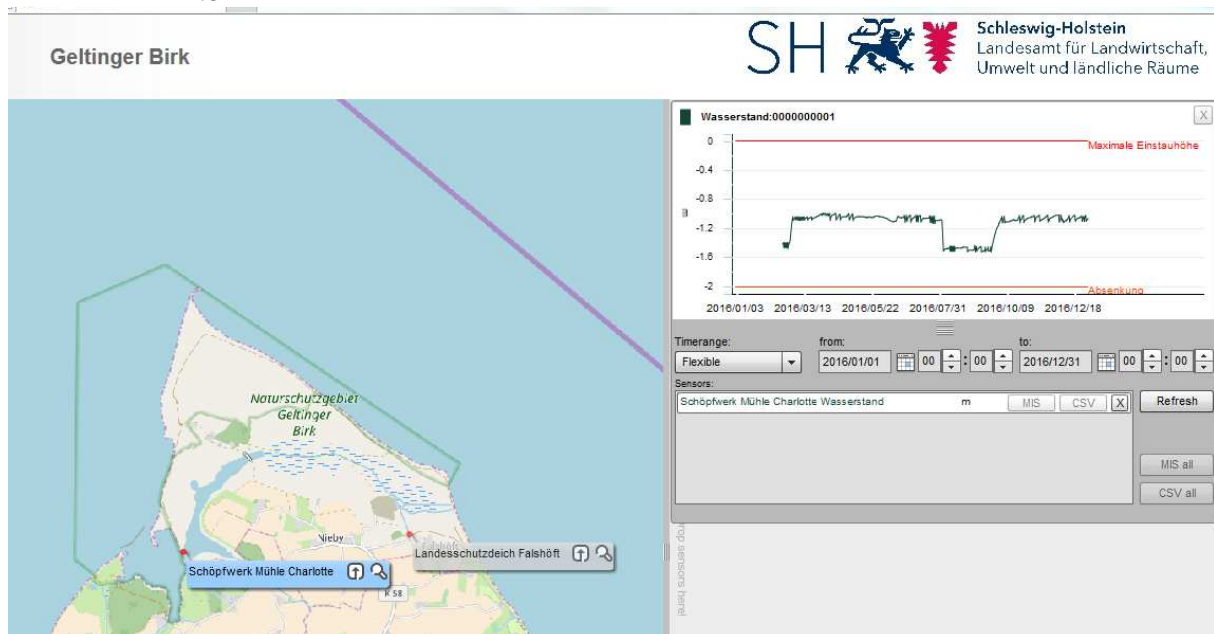 Geltinger Birk
SH
Schleswig-Holstein
Landesamt für Landwirtschaft,
Umwelt und ländliche Räume
Naturschutzgebiet
Geltinger
Birk
Nieby
Landesschutzdeich Falshöft
Schöpfwerk Mühle Charlotte
K 58
Wasserstand:0000000001
X
0
Maximale Einstauhöhe
-0.4
-0.8
m
-1.2
-1.6
-2
Absenkung
2016/01/03 2016/03/13 2016/05/22 2016/07/31 2016/10/09 2016/12/18
Timerange: from: to:
Flexible 2016/01/01 00 : 00 2016/12/31 00 : 00
Sensors:
Schöpfwerk Mühle Charlotte Wasserstand m MIS CSV X Refresh
MIS all
CSV all
rop sensors here!